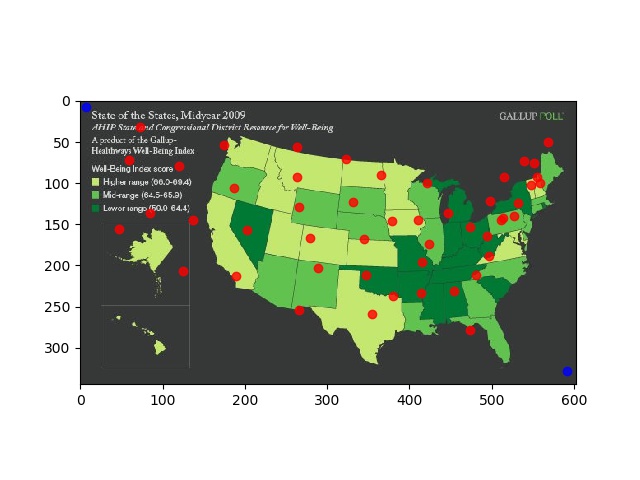 State of the States, Midyear 2009
AHIP State and Congressional District Resource for Well-Being
GALLUP POLL
A product of the Gallup-
Healthways Well-Being Index
Well-Being Index score
Higher range (66.0-69.4)
Mid-range (64.5-65.9)
Lower range (60.0-64.4)
0
50
100
150
200
250
300
0
100
200
300
400
500
600